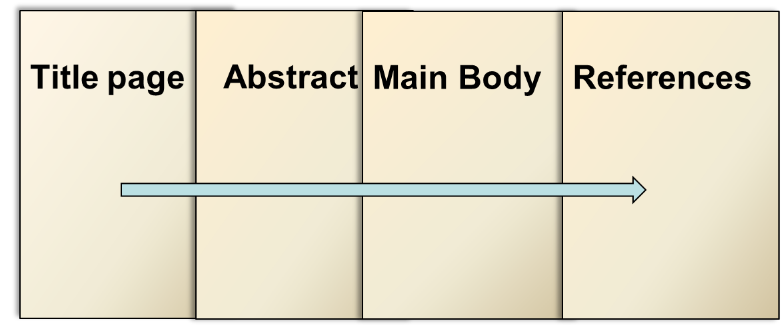 Title page
Abstract
Main Body
References